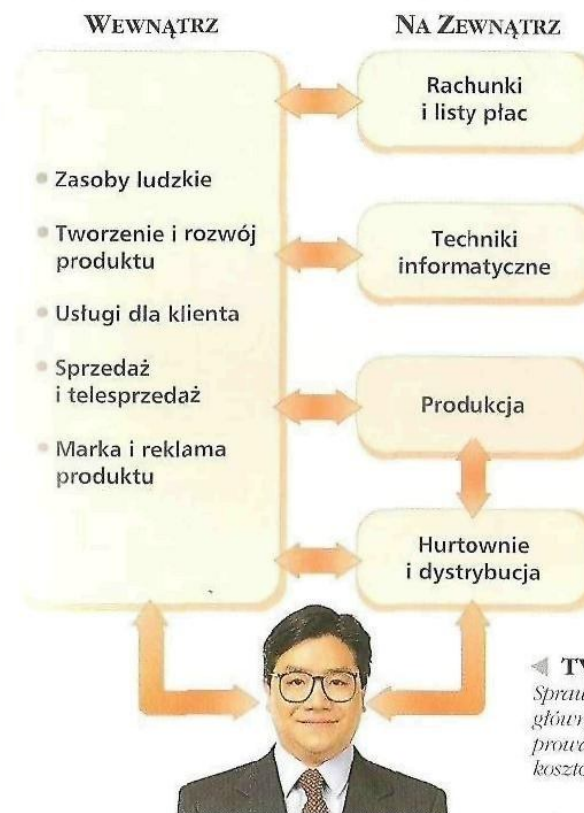 WEWNĄTRZ
NA ZEWNĄTRZ
Zasoby ludzkie
Tworzenie i rozwój
produktu
Usługi dla klienta
Sprzedaż
i telesprzedaż
Marka i reklama
produktu
Rachunki
i listy płac
Techniki
informatyczne
Produkcja
Hurtownie
i dystrybucja